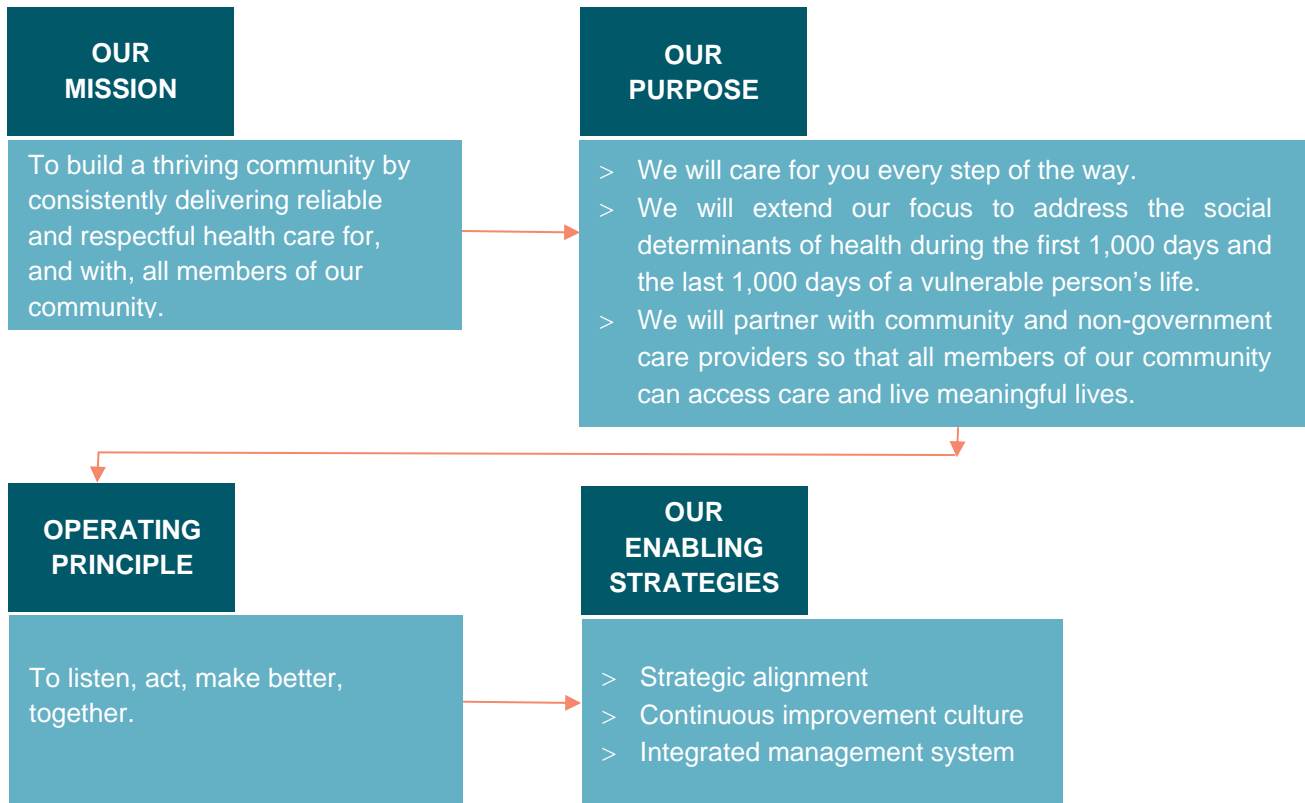 OUR
MISSION
To build a thriving community by
consistently delivering reliable
and respectful health care for,
and with, all members of our
community.
OUR
PURPOSE
> We will care for you every step of the way.
> We will extend our focus to address the social
determinants of health during the first 1,000 days and
the last 1,000 days of a vulnerable person’s life.
> We will partner with community and non-government
care providers so that all members of our community
can access care and live meaningful lives.
OPERATING
PRINCIPLE
To listen, act, make better,
together.
OUR
ENABLING
STRATEGIES
> Strategic alignment
> Continuous improvement culture
> Integrated management system